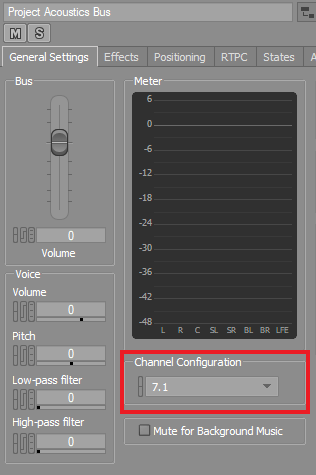 Project Acoustics Bus
M S
General Settings Effects Positioning RTPC States A
Bus
0
Volume
Voice
Volume
0
Pitch
0
Low-pass filter
0
High-pass filter
0
Meter
6
0
-6
-12
-18
-24
-30
-36
-42
-48
L R C SL SR BL BR LFE
Channel Configuration
7.1
Mute for Background Music